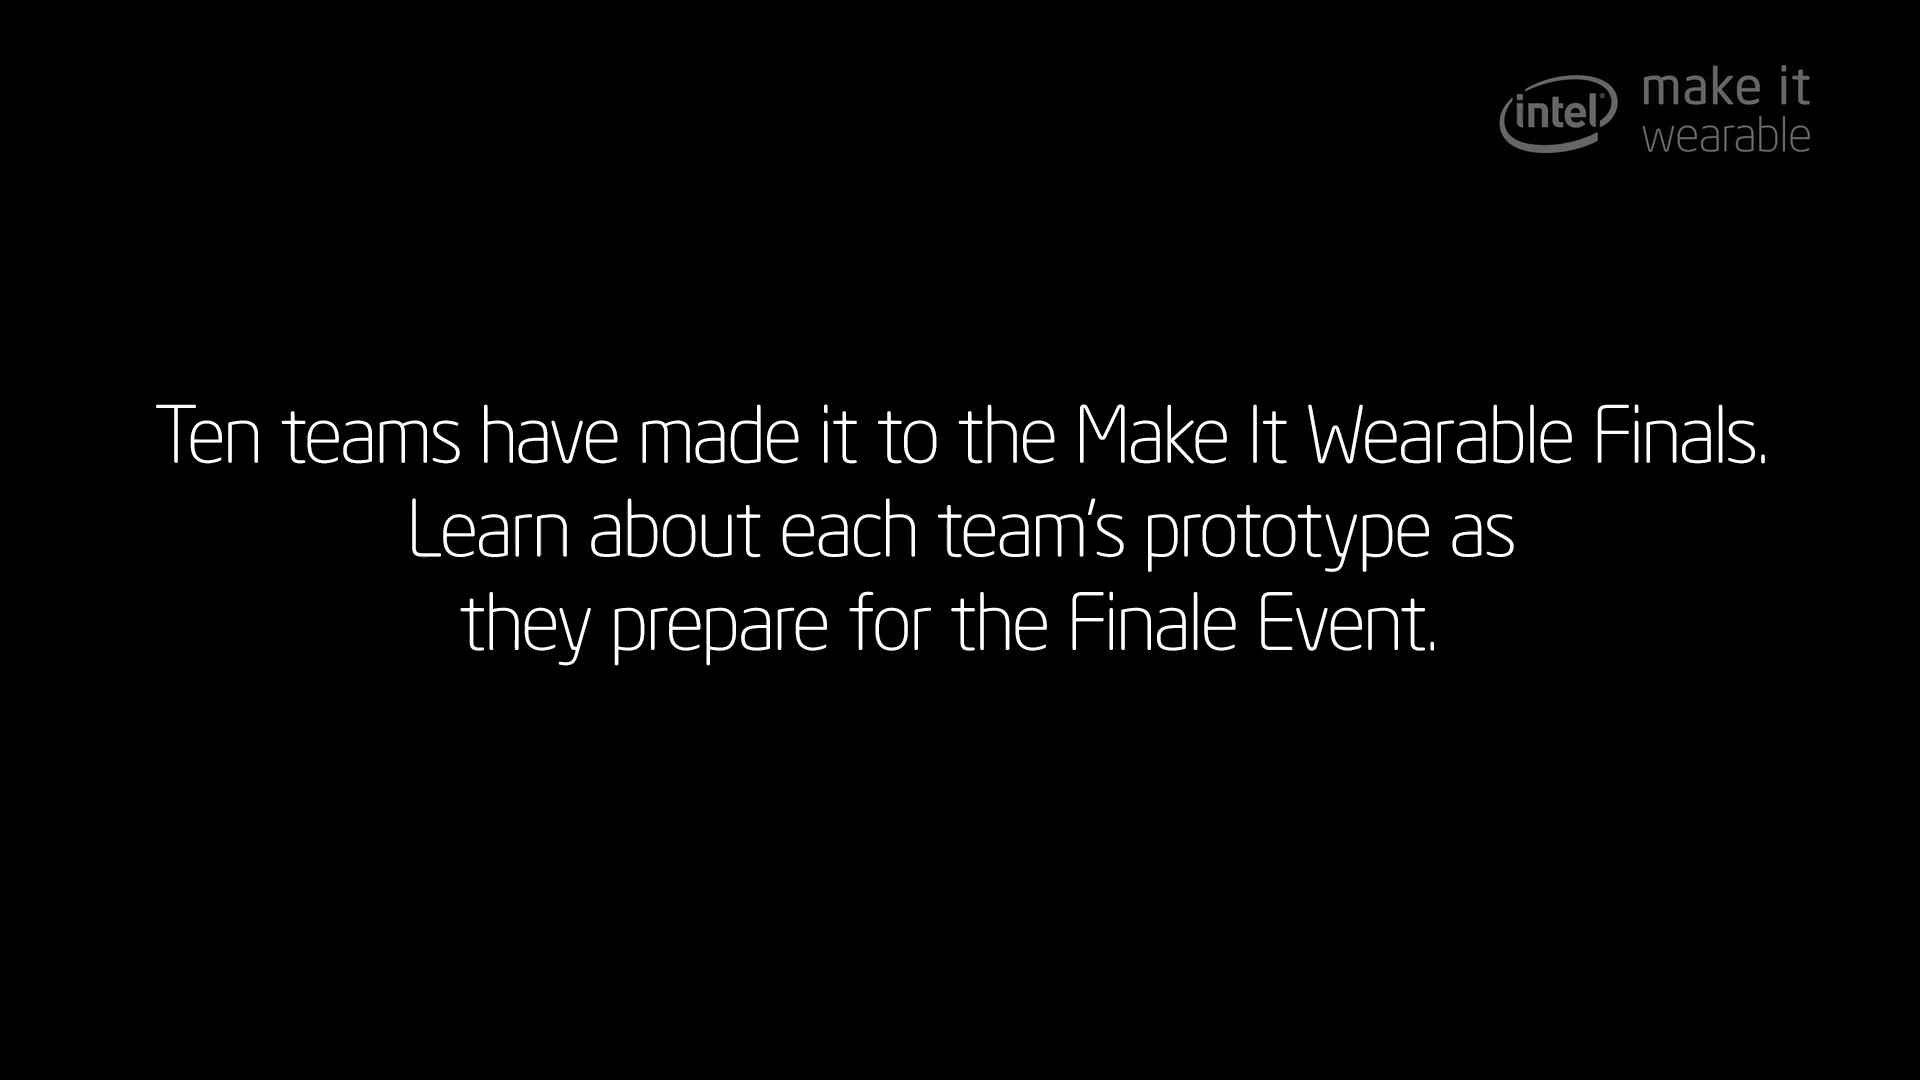 intel®
make it
wearable
Ten teams have made it to the Make It Wearable Finals.
Learn about each team's prototype as
they prepare for the Finale Event.